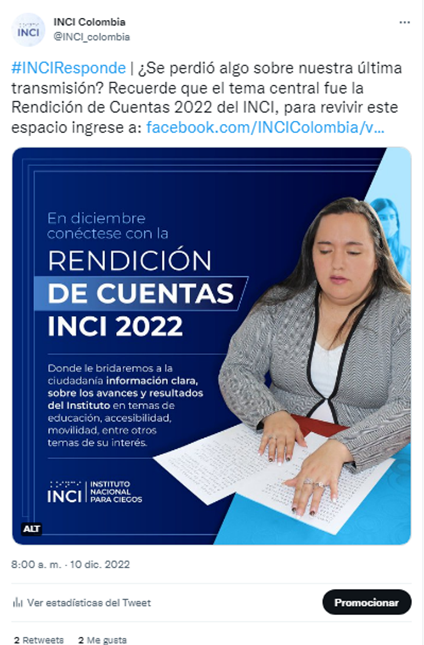 INCI
INCI Colombia
@INCI_colombia
#INCIResponde | ¿Se perdió algo sobre nuestra última
transmisión? Recuerde que el tema central fue la
Rendición de Cuentas 2022 del INCI, para revivir este
espacio ingrese a: facebook.com/INCIColombia/v...
En diciembre
conéctese con la
RENDICIÓN
DE CUENTAS
INCI 2022
Donde le bridaremos a la
ciudadanía información clara,
sobre los avances y resultados
del Instituto en temas de
educación, accesibilidad,
movilidad, entre otros
temas de su interés.
INCI
INSTITUTO
NACIONAL
PARA CIEGOS
ALT
8:00 a. m. · 10 dic. 2022
Ver estadísticas del Tweet
Promocionar
2 Retweets 2 Me gusta